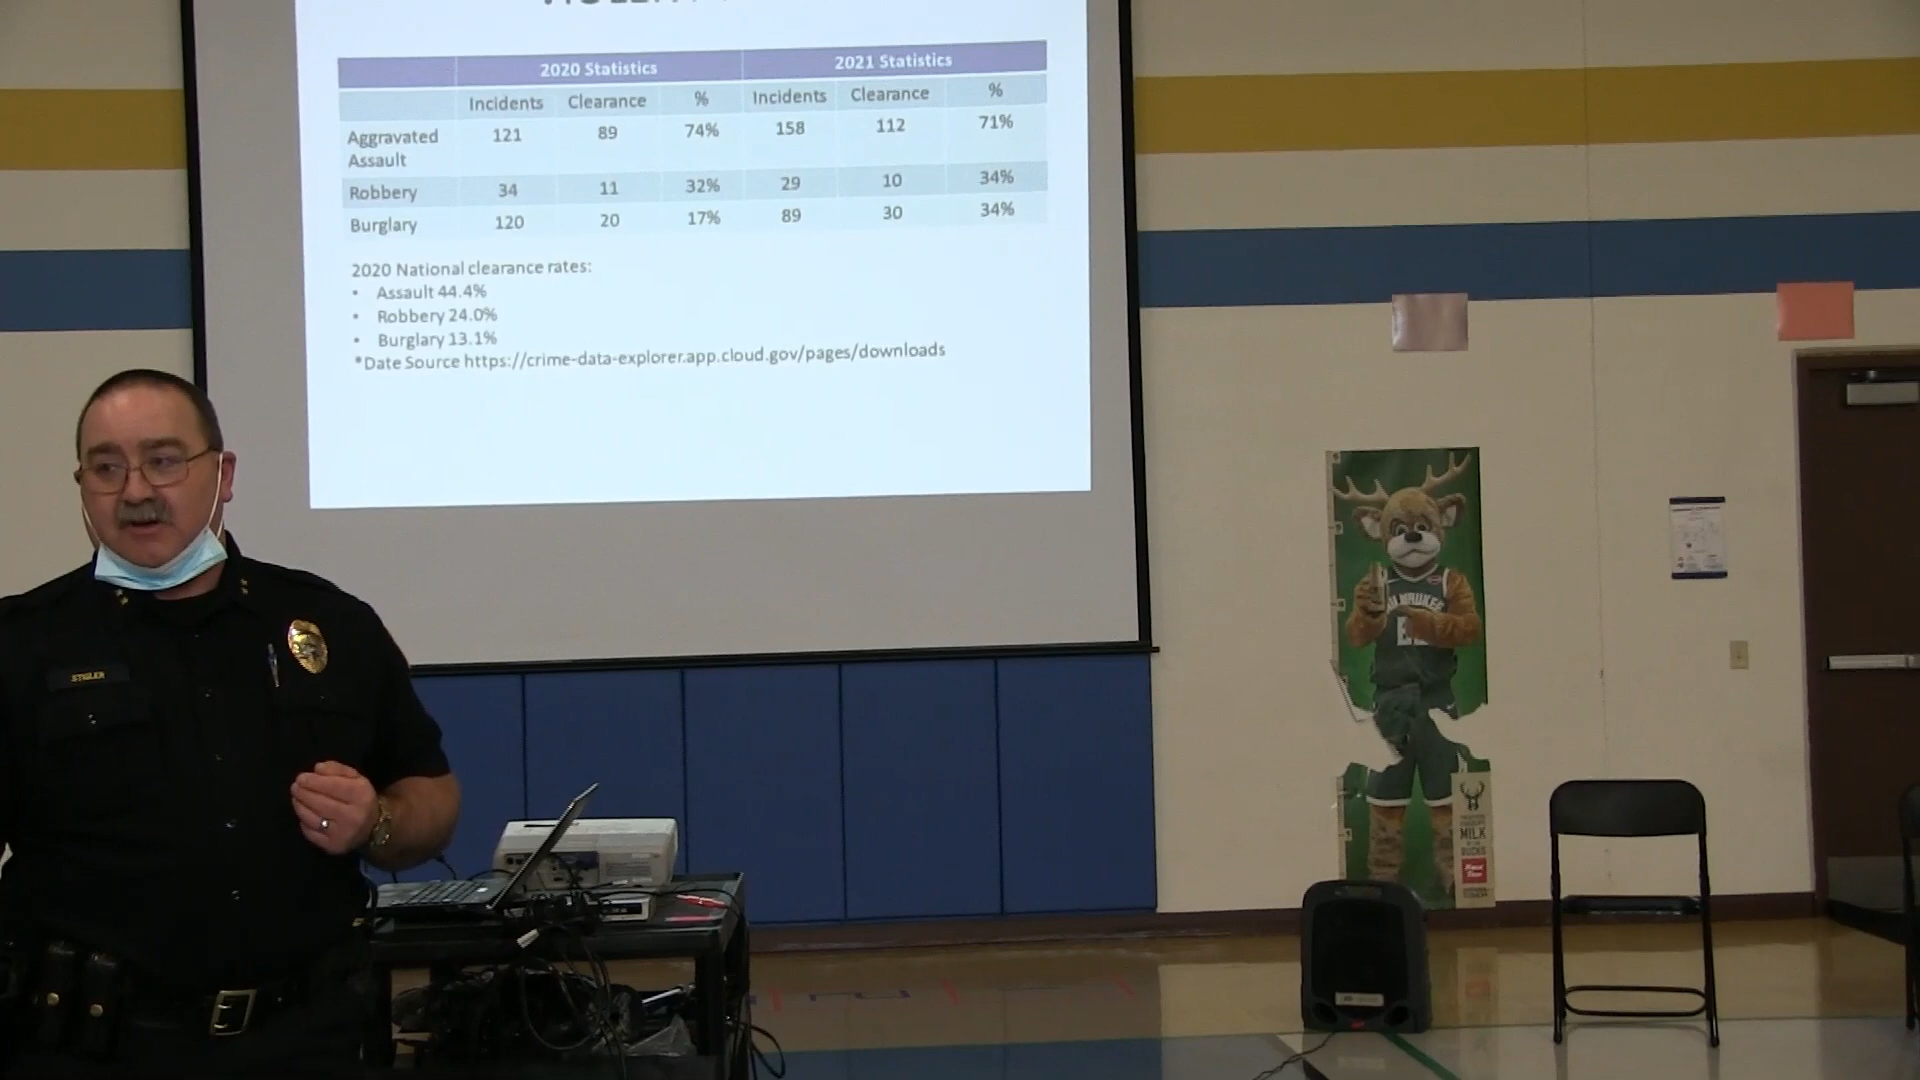 2020 Statistics 2021 Statistics
Incidents Clearance % Incidents Clearance %
Aggravated Assault 121 89 74% 158 112 71%
Robbery 34 11 32% 29 10 34%
Burglary 120 20 17% 89 30 34%
2020 National clearance rates:
• Assault 44.4%
• Robbery 24.0%
• Burglary 13.1%
*Date Source https://crime-data-explorer.app.cloud.gov/pages/downloads
STIGLER
MILWAUKEE
MILK
BUCKS